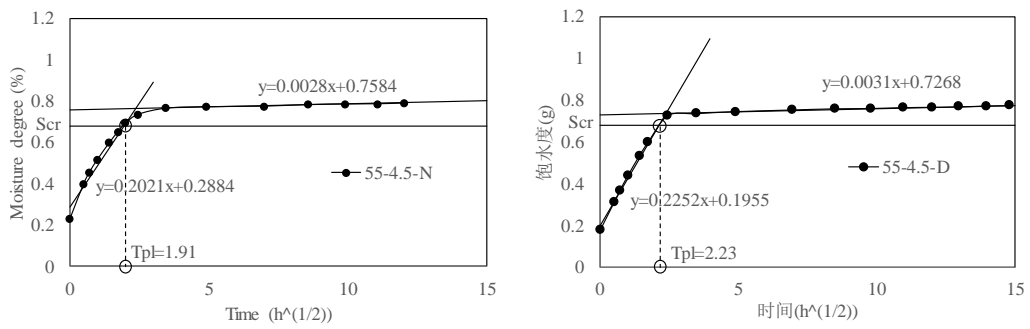 1.2
1
0.8
0.6
0.4
0.2
0
Scr
Moisture degree (%)
y=0.0028x+0.7584
55-4.5-N
y=0.2021x+0.2884
Tpl=1.91
0
5
10
15
Time (h^(1/2))
1.2
1
0.8
0.6
0.4
0.2
0
Scr
饱水度(g)
y=0.0031x+0.7268
55-4.5-D
y=0.2252x+0.1955
Tpl=2.23
0
5
10
15
时间(h^(1/2))